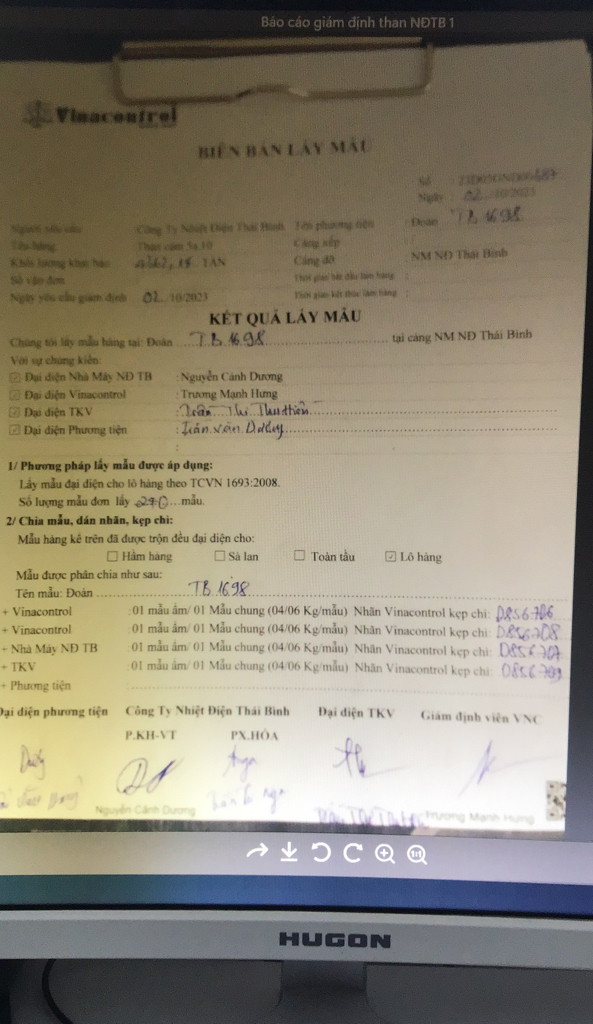 Báo cáo giám định than NĐTB 1
Vinacontrol
BIÊN BẢN LẤY MẪU
Số :
Ngày : 02 .10/2023
Người yêu cầu : Công Ty Nhiệt Điện Thái Bình Tên phương tiện : Đoàn TB 1698
Tên hàng : Than cám 5a.10 Cảng xếp :
Khối lượng khai báo : TẤN Cảng dỡ : NM NĐ Thái Bình
Số vận đơn : Thời gian bắt đầu làm hàng :
Ngày yêu cầu giám định : 02. 10/2023 Thời gian kết thúc làm hàng :
KẾT QUẢ LẤY MẪU
Chúng tôi lấy mẫu hàng tại: Đoàn TB 1698 tại cảng NM NĐ Thái Bình
Với sự chứng kiến:
☑ Đại diện Nhà Máy NĐ TB : Nguyễn Cảnh Dương
☑ Đại diện Vinacontrol : Trương Mạnh Hưng
☑ Đại diện TKV : Trần Thị
☑ Đại diện Phương tiện : Trần Văn
1/ Phương pháp lấy mẫu được áp dụng:
Lấy mẫu đại diện cho lô hàng theo TCVN 1693:2008.
Số lượng mẫu đơn lấy 290 mẫu.
2/ Chia mẫu, dán nhãn, kẹp chì:
Mẫu hàng kể trên đã được trộn đều đại diện cho:
☐ Hầm hàng ☐ Sà lan ☐ Toàn tầu ☑ Lô hàng
Mẫu được phân chia như sau:
Tên mẫu: Đoàn TB 1698
+ Vinacontrol : 01 mẫu ẩm/ 01 Mẫu chung (04/06 Kg/mẫu) Nhãn Vinacontrol kẹp chì: D856706
+ Vinacontrol : 01 mẫu ẩm/ 01 Mẫu chung (04/06 Kg/mẫu) Nhãn Vinacontrol kẹp chì: D856708
+ Nhà Máy NĐ TB : 01 mẫu ẩm/ 01 Mẫu chung (04/06 Kg/mẫu) Nhãn Vinacontrol kẹp chì: D856707
+ TKV : 01 mẫu ẩm/ 01 Mẫu chung (04/06 Kg/mẫu) Nhãn Vinacontrol kẹp chì: D856709
+ Phương tiện :
Đại diện phương tiện Công Ty Nhiệt Điện Thái Bình Đại diện TKV Giám định viên VNC
P.KH-VT PX.HÓA
Nguyễn Cảnh Dương Trương Mạnh Hưng
1:1
HUGON